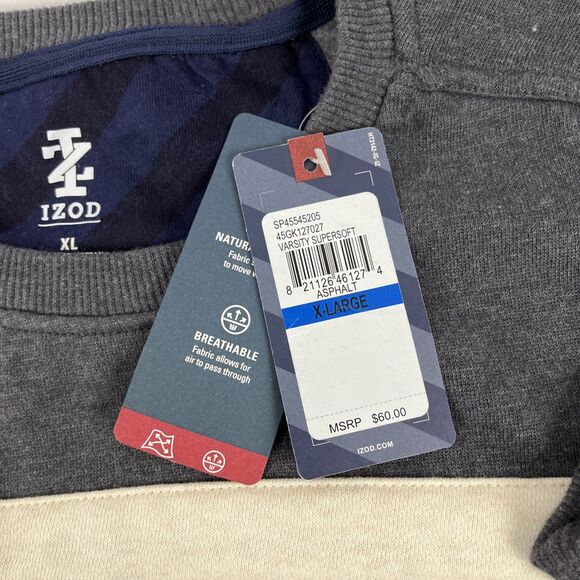 IZOD
XL
NATURA
Fabric
to move w
BREATHABLE
Fabric allows for
air to pass through
SP45545205
45GK127027
VARSITY SUPERSOFT
8 21126 46127 4
ASPHALT
X-LARGE
MSRP $60.00
IZOD.COM